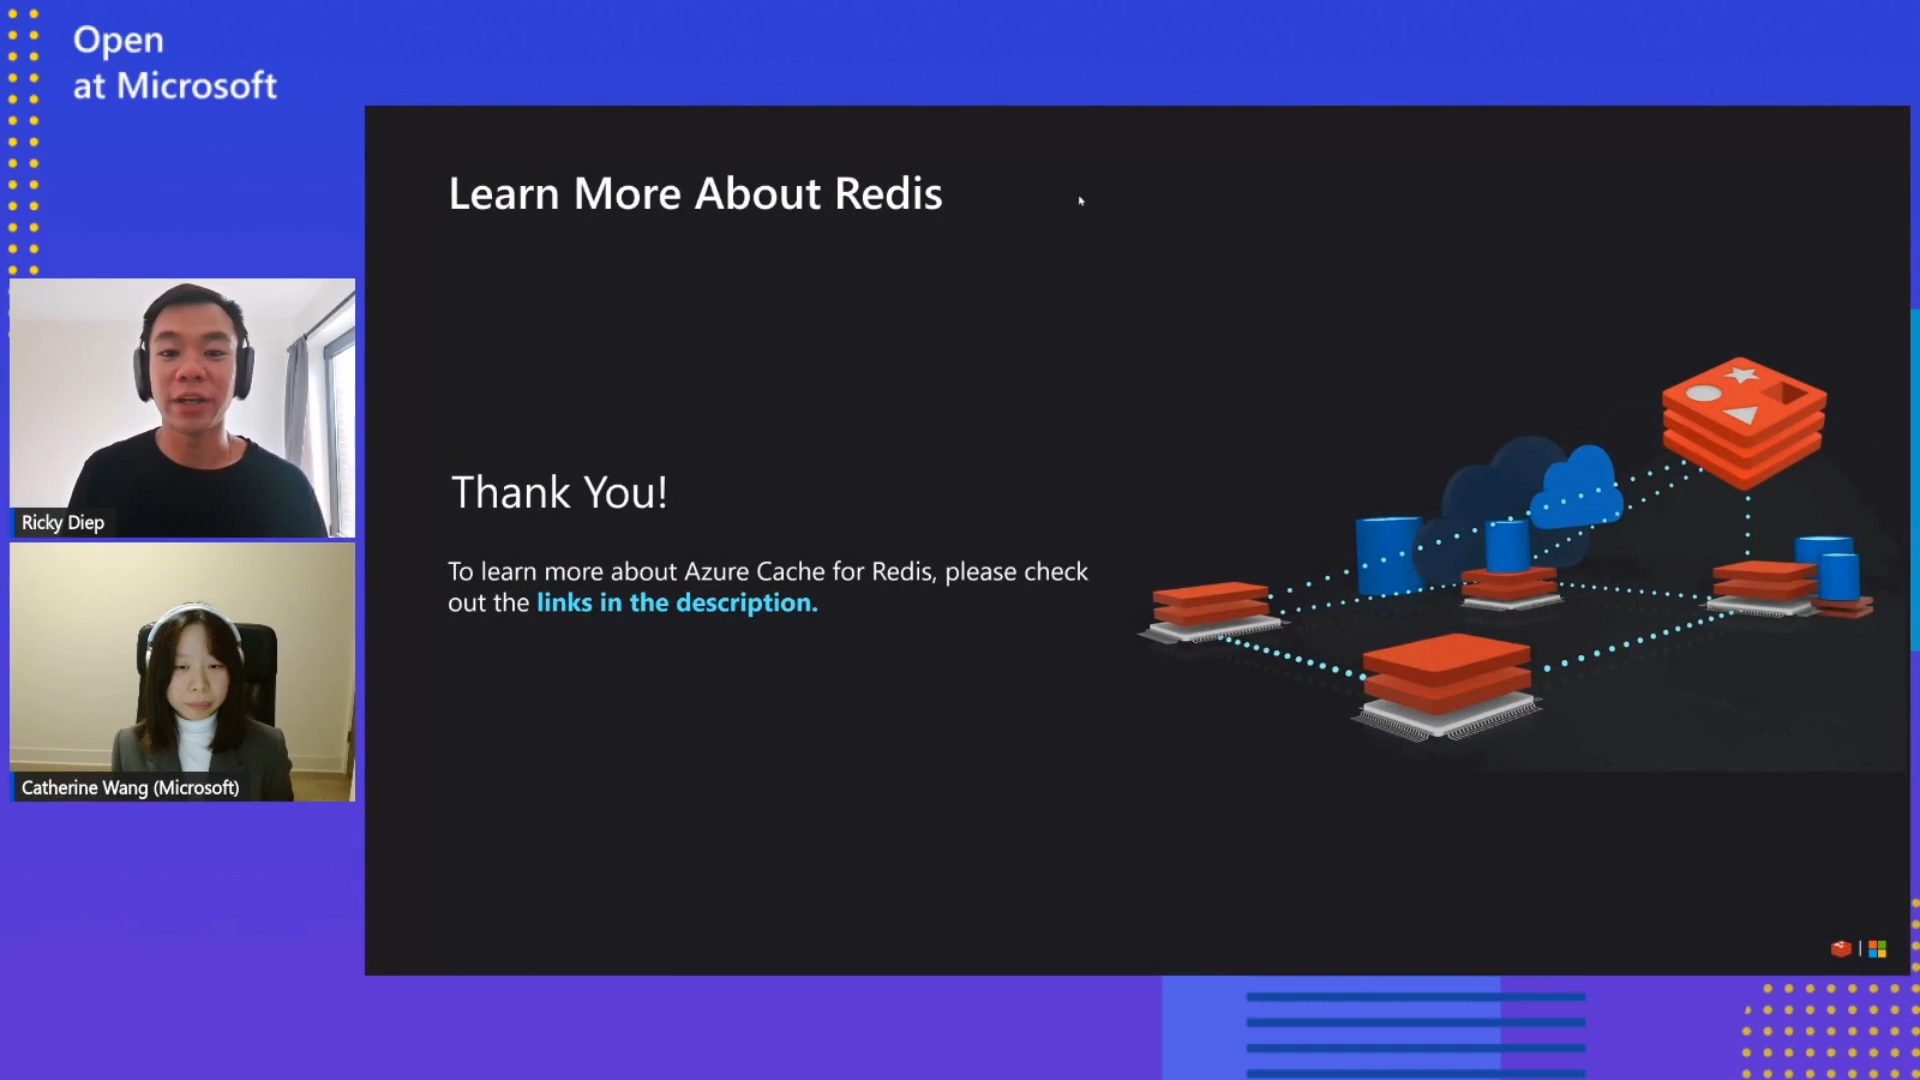 Open
at Microsoft
Learn More About Redis
Ricky Diep
Thank You!
To learn more about Azure Cache for Redis, please check
out the links in the description.
Catherine Wang (Microsoft)